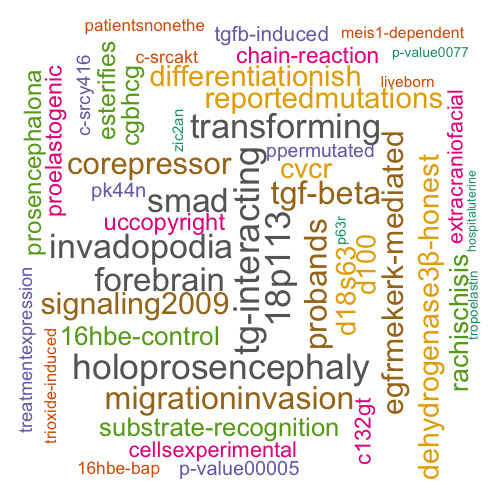 patientsnonethe
tgfb-induced
meis1-dependent
c-srcakt
chain-reaction
p-value0077
prosencephalona
proelastogenic
c-srcy416
esterifies
cgbhcg
differentiationish
liveborn
reportedmutations
zic2an
transforming
corepressor
ppermutated
cvcr
extracraniofacial
hospitaluterine
pk44n
smad
tgf-beta
uccopyright
tg-interacting
18p113
probands
p63r
d18s63
d100
egfrmekerk-mediated
dehydrogenase3β-honest
rachischisis
tropoelastin
invadopodia
forebrain
signaling2009
treatmentexpression
trioxide-induced
16hbe-control
holoprosencephaly
migrationinvasion
c132gt
substrate-recognition
cellsexperimental
16hbe-bap
p-value00005